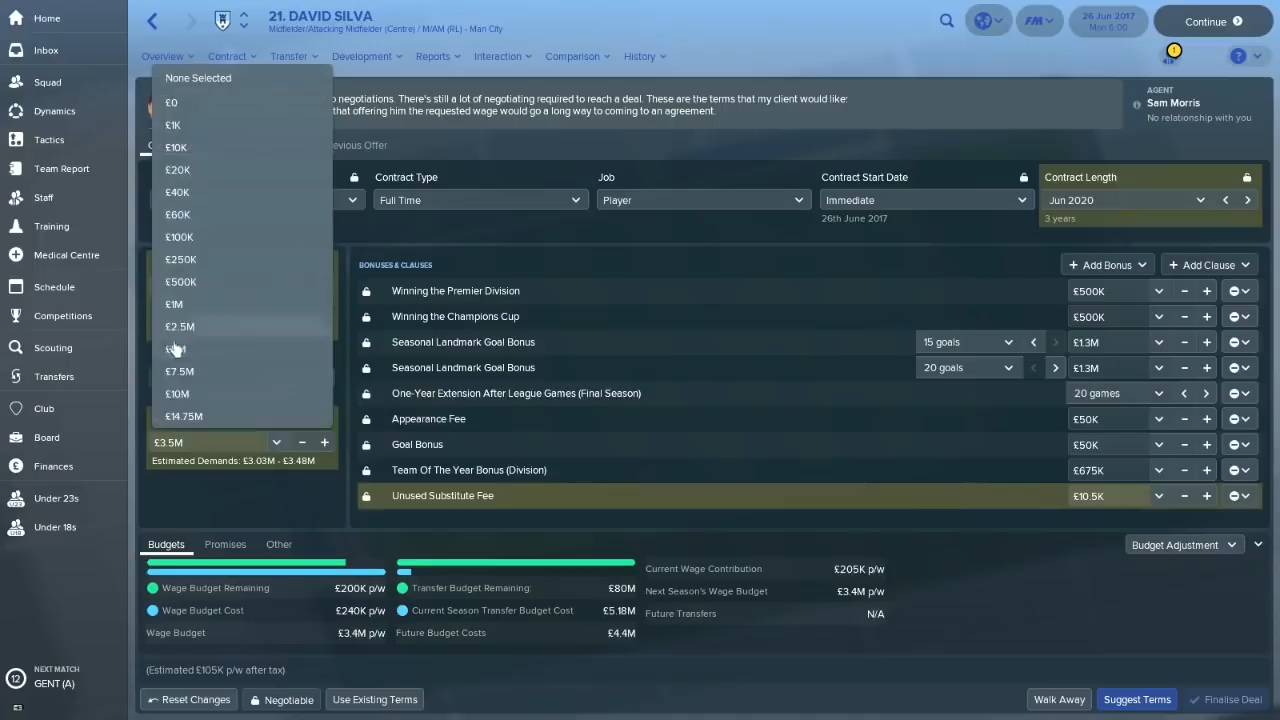 Home
Inbox
Squad
Dynamics
Tactics
Team Report
Staff
Training
Medical Centre
Schedule
Competitions
Scouting
Transfers
Club
Board
Finances
Under 23s
Under 18s
12
NEXT MATCH
GENT (A)
21. DAVID SILVA
Midfielder/Attacking Midfielder (Centre) / M/AM (RL) - Man City
FM
26 Jun 2017
Mon 6:00
Continue
Overview
Contract
Transfer
Development
Reports
Interaction
Comparison
History
1
?
None Selected
£0
£1K
£10K
£20K
£40K
£60K
£100K
£250K
£500K
£1M
£2.5M
£7.5M
£10M
£14.75M
negotiations. There's still a lot of negotiating required to reach a deal. These are the terms that my client would like:
that offering him the requested wage would go a long way to coming to an agreement.
AGENT
Sam Morris
No relationship with you
evious Offer
Contract Type
Full Time
Job
Player
Contract Start Date
Immediate
26th June 2017
Contract Length
Jun 2020
3 years
£3.5M
Estimated Demands: £3.03M - £3.48M
BONUSES & CLAUSES
+ Add Bonus
+ Add Clause
Winning the Premier Division £500K
Winning the Champions Cup £500K
Seasonal Landmark Goal Bonus 15 goals £1.3M
Seasonal Landmark Goal Bonus 20 goals £1.3M
One-Year Extension After League Games (Final Season) 20 games
Appearance Fee £50K
Goal Bonus £50K
Team Of The Year Bonus (Division) £675K
Unused Substitute Fee £10.5K
Budgets
Promises
Other
Budget Adjustment
Wage Budget Remaining £200K p/w
Wage Budget Cost £240K p/w
Wage Budget £3.4M p/w
Transfer Budget Remaining: £80M
Current Season Transfer Budget Cost £5.18M
Future Budget Costs £4.4M
Current Wage Contribution £205K p/w
Next Season's Wage Budget £3.4M p/w
Future Transfers N/A
(Estimated £105K p/w after tax)
Reset Changes
Negotiable
Use Existing Terms
Walk Away
Suggest Terms
Finalise Deal